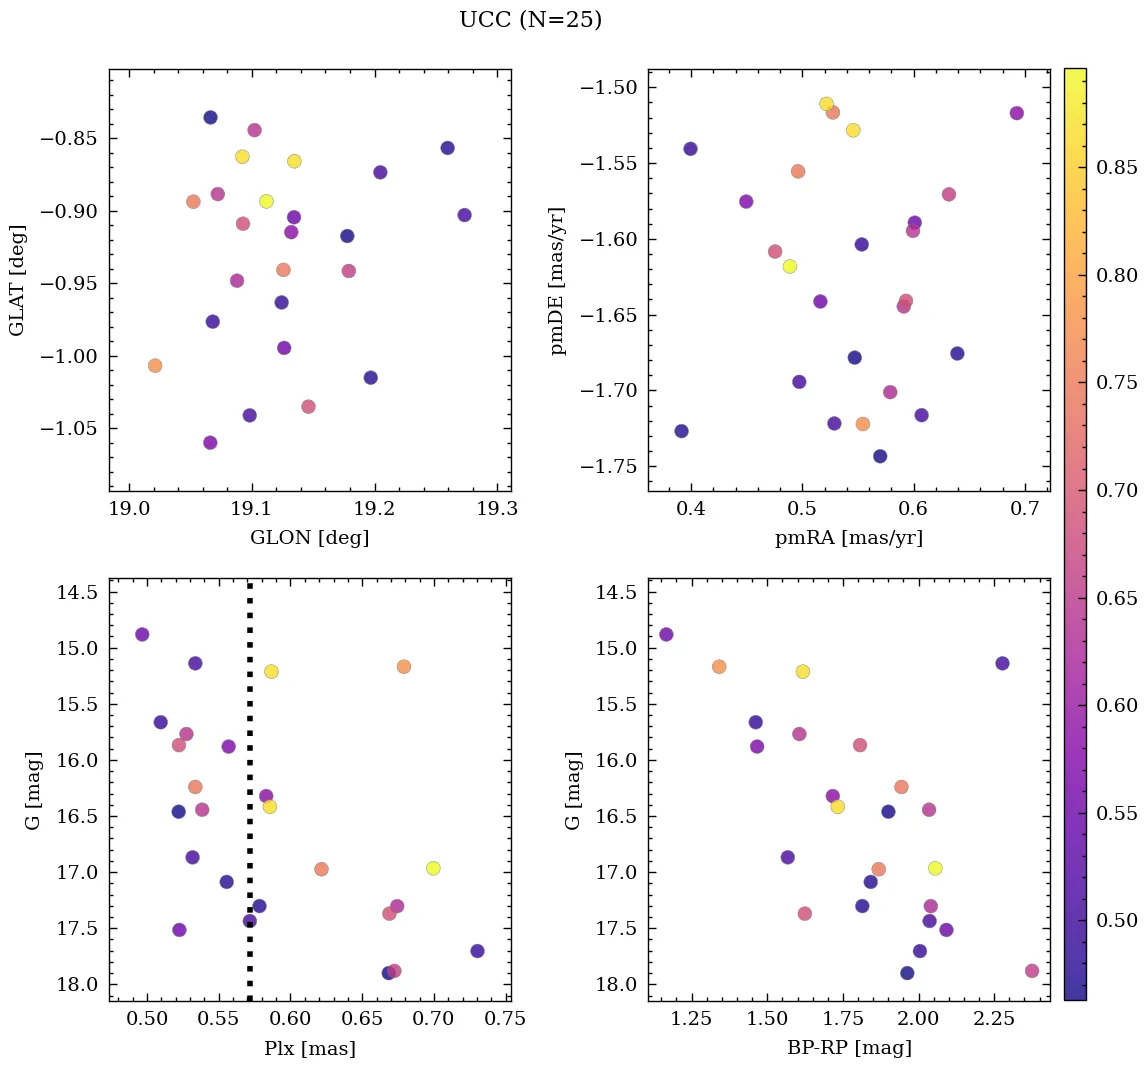 UCC (N=25)
−0.85
−0.90
−0.95
−1.00
−1.05
GLAT [deg]
19.0 19.1 19.2 19.3
GLON [deg]
−1.50
−1.55
−1.60
−1.65
−1.70
−1.75
pmDE [mas/yr]
0.4 0.5 0.6 0.7
pmRA [mas/yr]
14.5
15.0
15.5
16.0
16.5
17.0
17.5
18.0
G [mag]
0.50 0.55 0.60 0.65 0.70 0.75
Plx [mas]
14.5
15.0
15.5
16.0
16.5
17.0
17.5
18.0
G [mag]
1.25 1.50 1.75 2.00 2.25
BP-RP [mag]
0.85
0.80
0.75
0.70
0.65
0.60
0.55
0.50